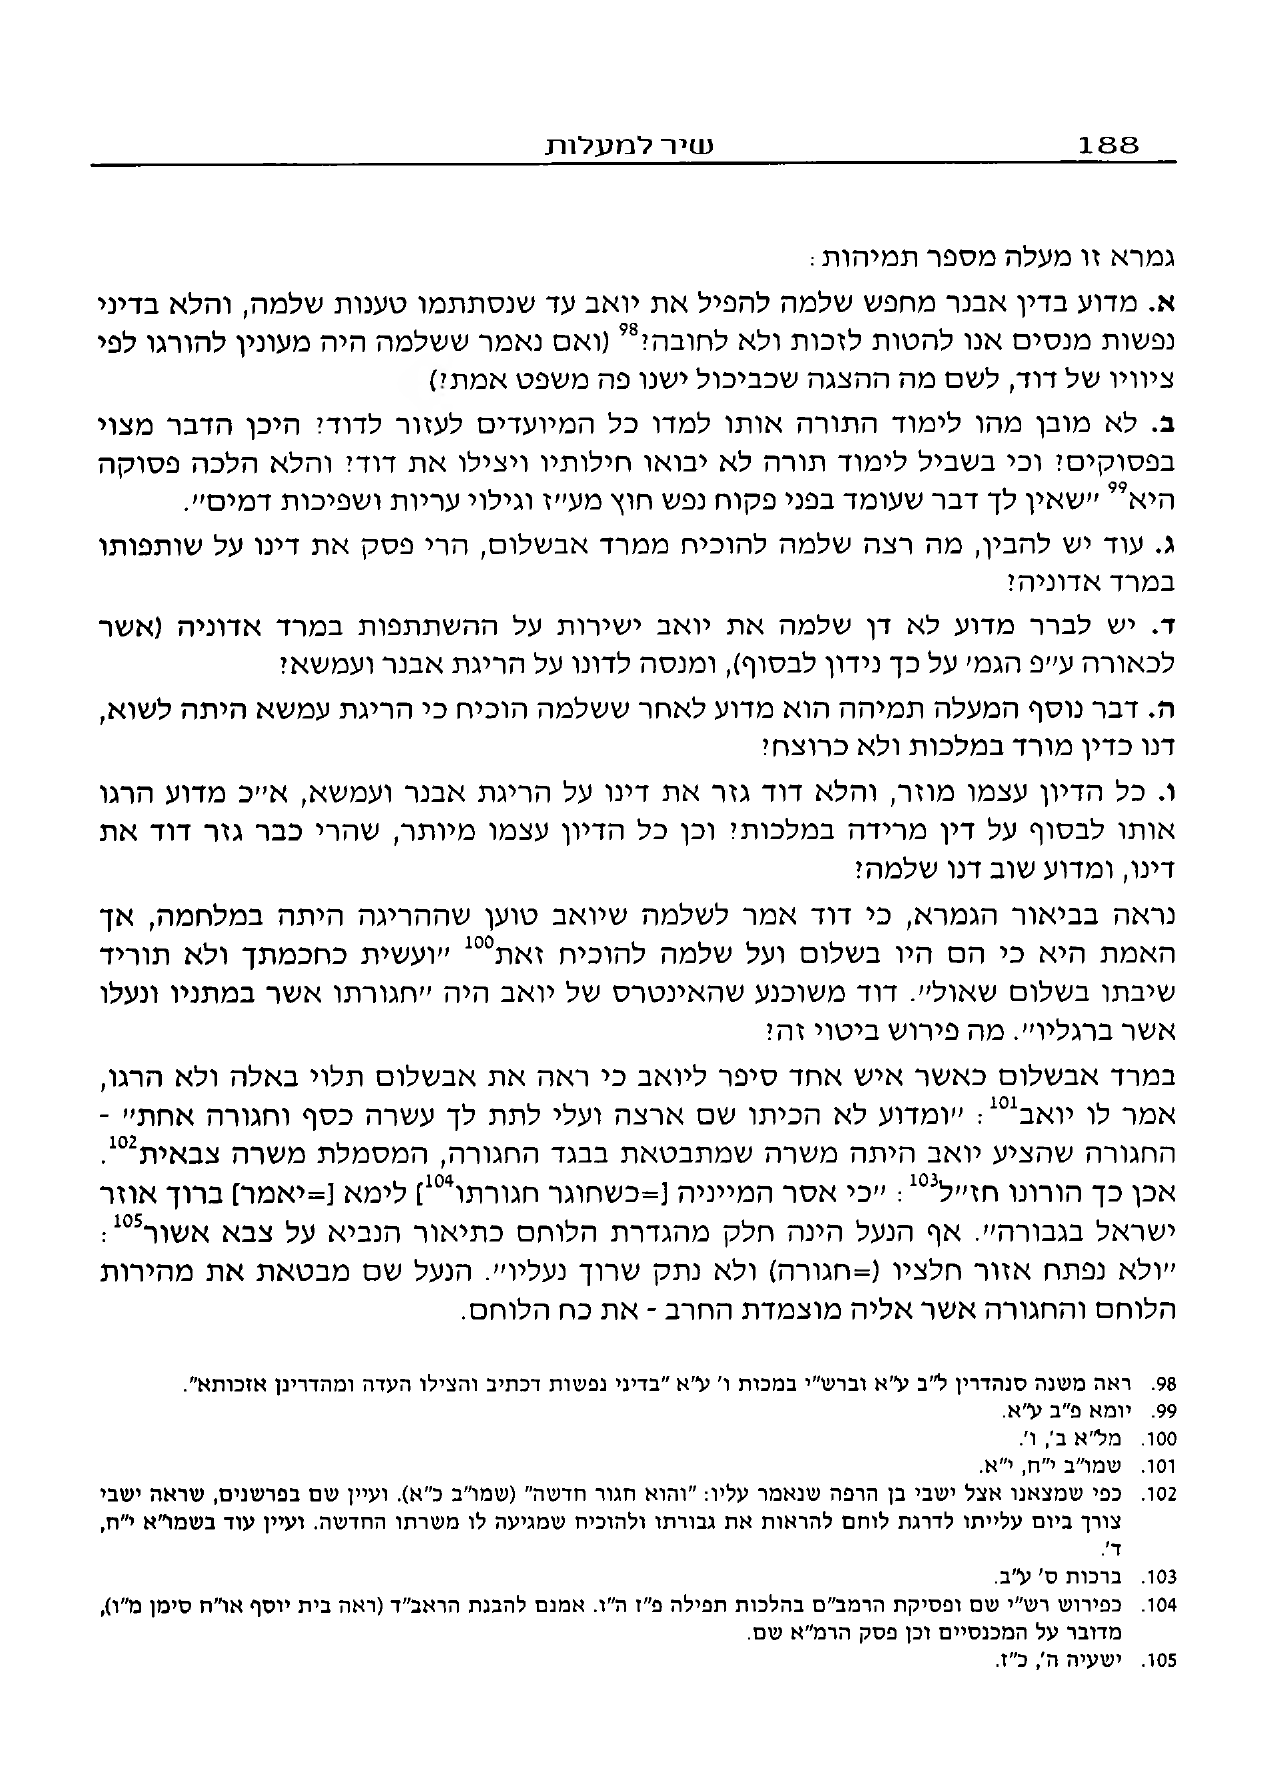 188 שיר למעלות
גמרא זו מעלה מספר תמיהות:
א. מדוע בדין אבנר מחפש שלמה להפיל את יואב עד שנסתתמו טענות שלמה, והלא בדיני
נפשות מנסים אנו להטות לזכות ולא לחובה?98 (ואם נאמר ששלמה היה מעונין להורגו לפי
ציוויו של דוד, לשם מה ההצגה שכביכול ישנו פה משפט אמת?)
ב. לא מובן מהו לימוד התורה אותו למדו כל המיועדים לעזור לדוד? היכן הדבר מצוי
בפסוקים? וכי בשביל לימוד תורה לא יבואו חילותיו ויצילו את דוד? והלא הלכה פסוקה
היא99 "שאין לך דבר שעומד בפני פקוח נפש חוץ מע"ז וגילוי עריות ושפיכות דמים".
ג. עוד יש להבין, מה רצה שלמה להוכיח ממרד אבשלום, הרי פסק את דינו על שותפותו
במרד אדוניה?
ד. יש לברר מדוע לא דן שלמה את יואב ישירות על ההשתתפות במרד אדוניה (אשר
לכאורה ע"פ הגמ' על כך נידון לבסוף), ומנסה לדונו על הריגת אבנר ועמשא?
ה. דבר נוסף המעלה תמיהה הוא מדוע לאחר ששלמה הוכיח כי הריגת עמשא היתה לשוא,
דנו כדין מורד במלכות ולא כרוצח?
ו. כל הדיון עצמו מוזר, והלא דוד גזר את דינו על הריגת אבנר ועמשא, א"כ מדוע הרגו
אותו לבסוף על דין מרידה במלכות? וכן כל הדיון עצמו מיותר, שהרי כבר גזר דוד את
דינו, ומדוע שוב דנו שלמה?
נראה בביאור הגמרא, כי דוד אמר לשלמה שיואב טוען שההריגה היתה במלחמה, אך
האמת היא כי הם היו בשלום ועל שלמה להוכיח זאת100 "ועשית כחכמתך ולא תוריד
שיבתו בשלום שאול". דוד משוכנע שהאינטרס של יואב היה "חגורתו אשר במתניו ונעלו
אשר ברגליו". מה פירוש ביטוי זה?
במרד אבשלום כאשר איש אחד סיפר ליואב כי ראה את אבשלום תלוי באלה ולא הרגו,
אמר לו יואב101: "ומדוע לא הכיתו שם ארצה ועלי לתת לך עשרה כסף וחגורה אחת" -
החגורה שהציע יואב היתה משרה שמתבטאת בבגד החגורה, המסמלת משרה צבאית102.
אכן כך הורונו חז"ל103: "כי אסר המייניה [=כשחוגר חגורתו104] לימא [=יאמר] ברוך אוזר
ישראל בגבורה". אף הנעל הינה חלק מהגדרת הלוחם כתיאור הנביא על צבא אשור105:
"ולא נפתח אזור חלציו (=חגורה) ולא נתק שרוך נעליו". הנעל שם מבטאת את מהירות
הלוחם והחגורה אשר אליה מוצמדת החרב - את כח הלוחם.
98. ראה משנה סנהדרין ל"ב ע"א וברש"י במכות ו' ע"א "בדיני נפשות דכתיב והצילו העדה ומהדרינן אזכותא".
99. יומא פ"ב ע"א.
100. מל"א ב', ו'.
101. שמו"ב י"ח, י"א.
102. כפי שמצאנו אצל ישבי בן הרפה שנאמר עליו: "והוא חגור חדשה" (שמו"ב כ"א). ועיין שם בפרשנים, שראה ישבי
צורך ביום עלייתו לדרגת לוחם להראות את גבורתו ולהוכיח שמגיעה לו משרתו החדשה. ועיין עוד בשמו"א י"ח,
ד'.
103. ברכות ס' ע"ב.
104. כפירוש רש"י שם ופסיקת הרמב"ם בהלכות תפילה פ"ז ה"ז. אמנם להבנת הראב"ד (ראה בית יוסף או"ח סימן מ"ו),
מדובר על המכנסיים וכן פסק הרמ"א שם.
105. ישעיה ה', כ"ז.